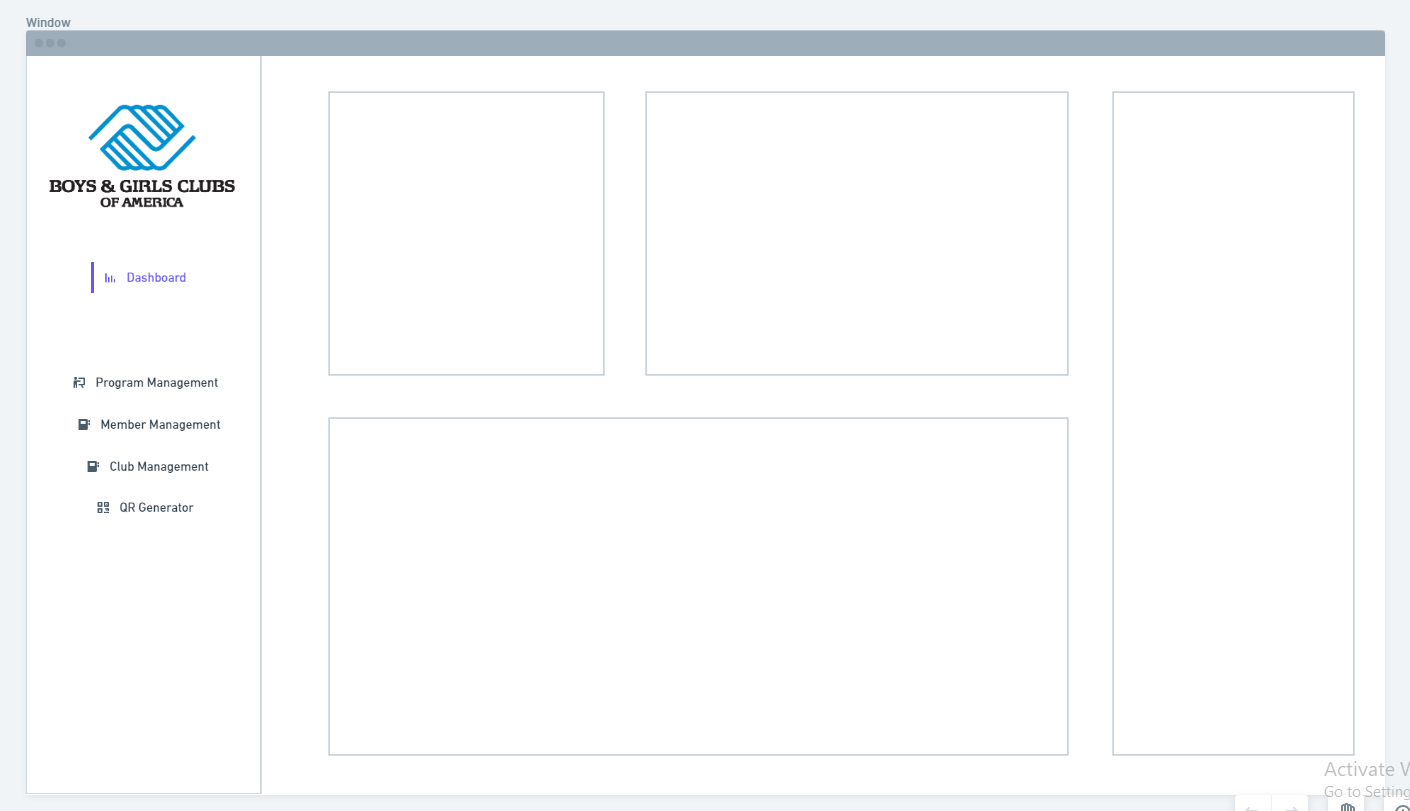 Window
BOYS & GIRLS CLUBS
OF AMERICA
Dashboard
Program Management
Member Management
Club Management
QR Generator
Activate W
Go to Setting